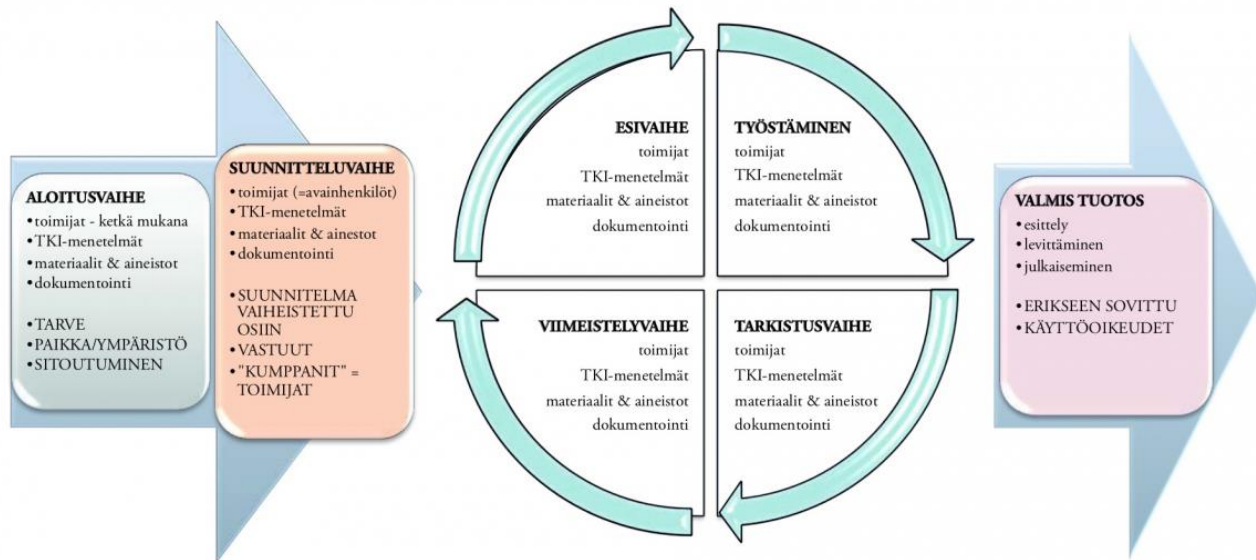 ALOITUSVAIHE
•toimijat - ketkä mukana
•TKI-menetelmät
•materiaalit & aineistot
•dokumentointi
•TARVE
•PAIKKA/YMPÄRISTÖ
•SITOUTUMINEN
SUUNNITTELUVAIHE
•toimijat (=avainhenkilöt)
•TKI-menetelmät
•materiaalit & ainestot
•dokumentointi
•SUUNNITELMA
VAIHEISTETTU
OSIIN
•VASTUUT
•"KUMPPANIT" =
TOIMIJAT
ESIVAIHE
toimijat
TKI-menetelmät
materiaalit & aineistot
dokumentointi
TYÖSTÄMINEN
toimijat
TKI-menetelmät
materiaalit & aineistot
dokumentointi
VIIMEISTELYVAIHE
toimijat
TKI-menetelmät
materiaalit & aineistot
dokumentointi
TARKISTUSVAIHE
toimijat
TKI-menetelmät
materiaalit & aineistot
dokumentointi
VALMIS TUOTOS
•esittely
•levittäminen
•julkaiseminen
•ERIKSEEN SOVITTU
•KÄYTTÖOIKEUDET